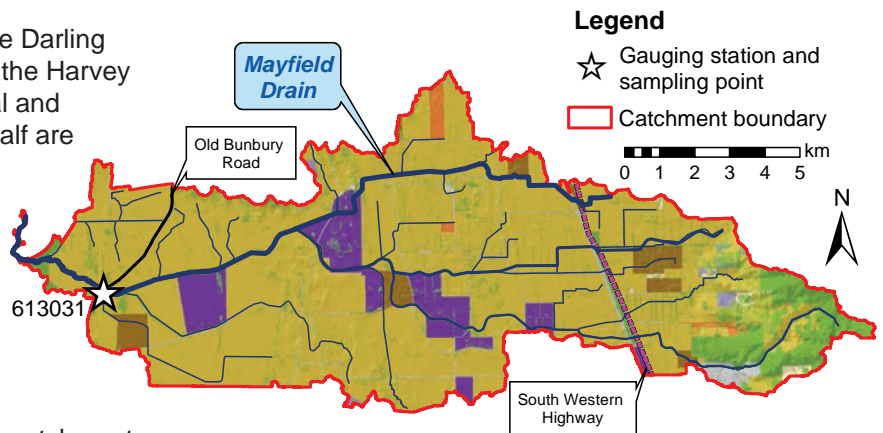 e Darling
the Harvey
al and
alf are
Mayfield
Drain
Old Bunbury
Road
Legend
Gauging station and
sampling point
Catchment boundary
km
0 1 2 3 4 5
N
613031
South Western
Highway